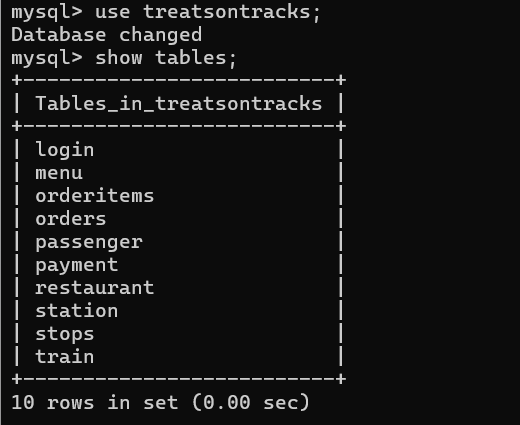 mysql> use treatsontracks;
Database changed
mysql> show tables;
+--------------------------+
| Tables_in_treatsontracks |
+--------------------------+
| login                    |
| menu                     |
| orderitems               |
| orders                   |
| passenger                |
| payment                  |
| restaurant               |
| station                  |
| stops                    |
| train                    |
+--------------------------+
10 rows in set (0.00 sec)